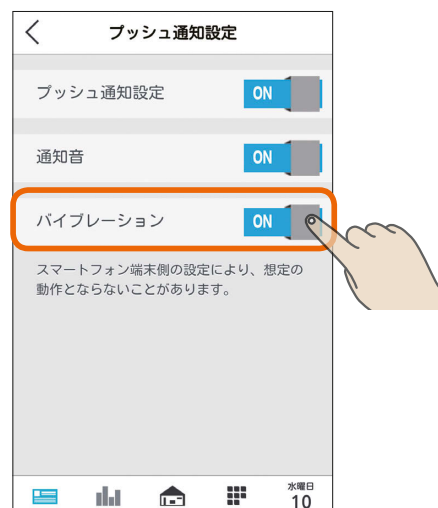 プッシュ通知設定
プッシュ通知設定 ON
通知音 ON
バイブレーション ON
スマートフォン端末側の設定により、想定の
動作とならないことがあります。
水曜日
10